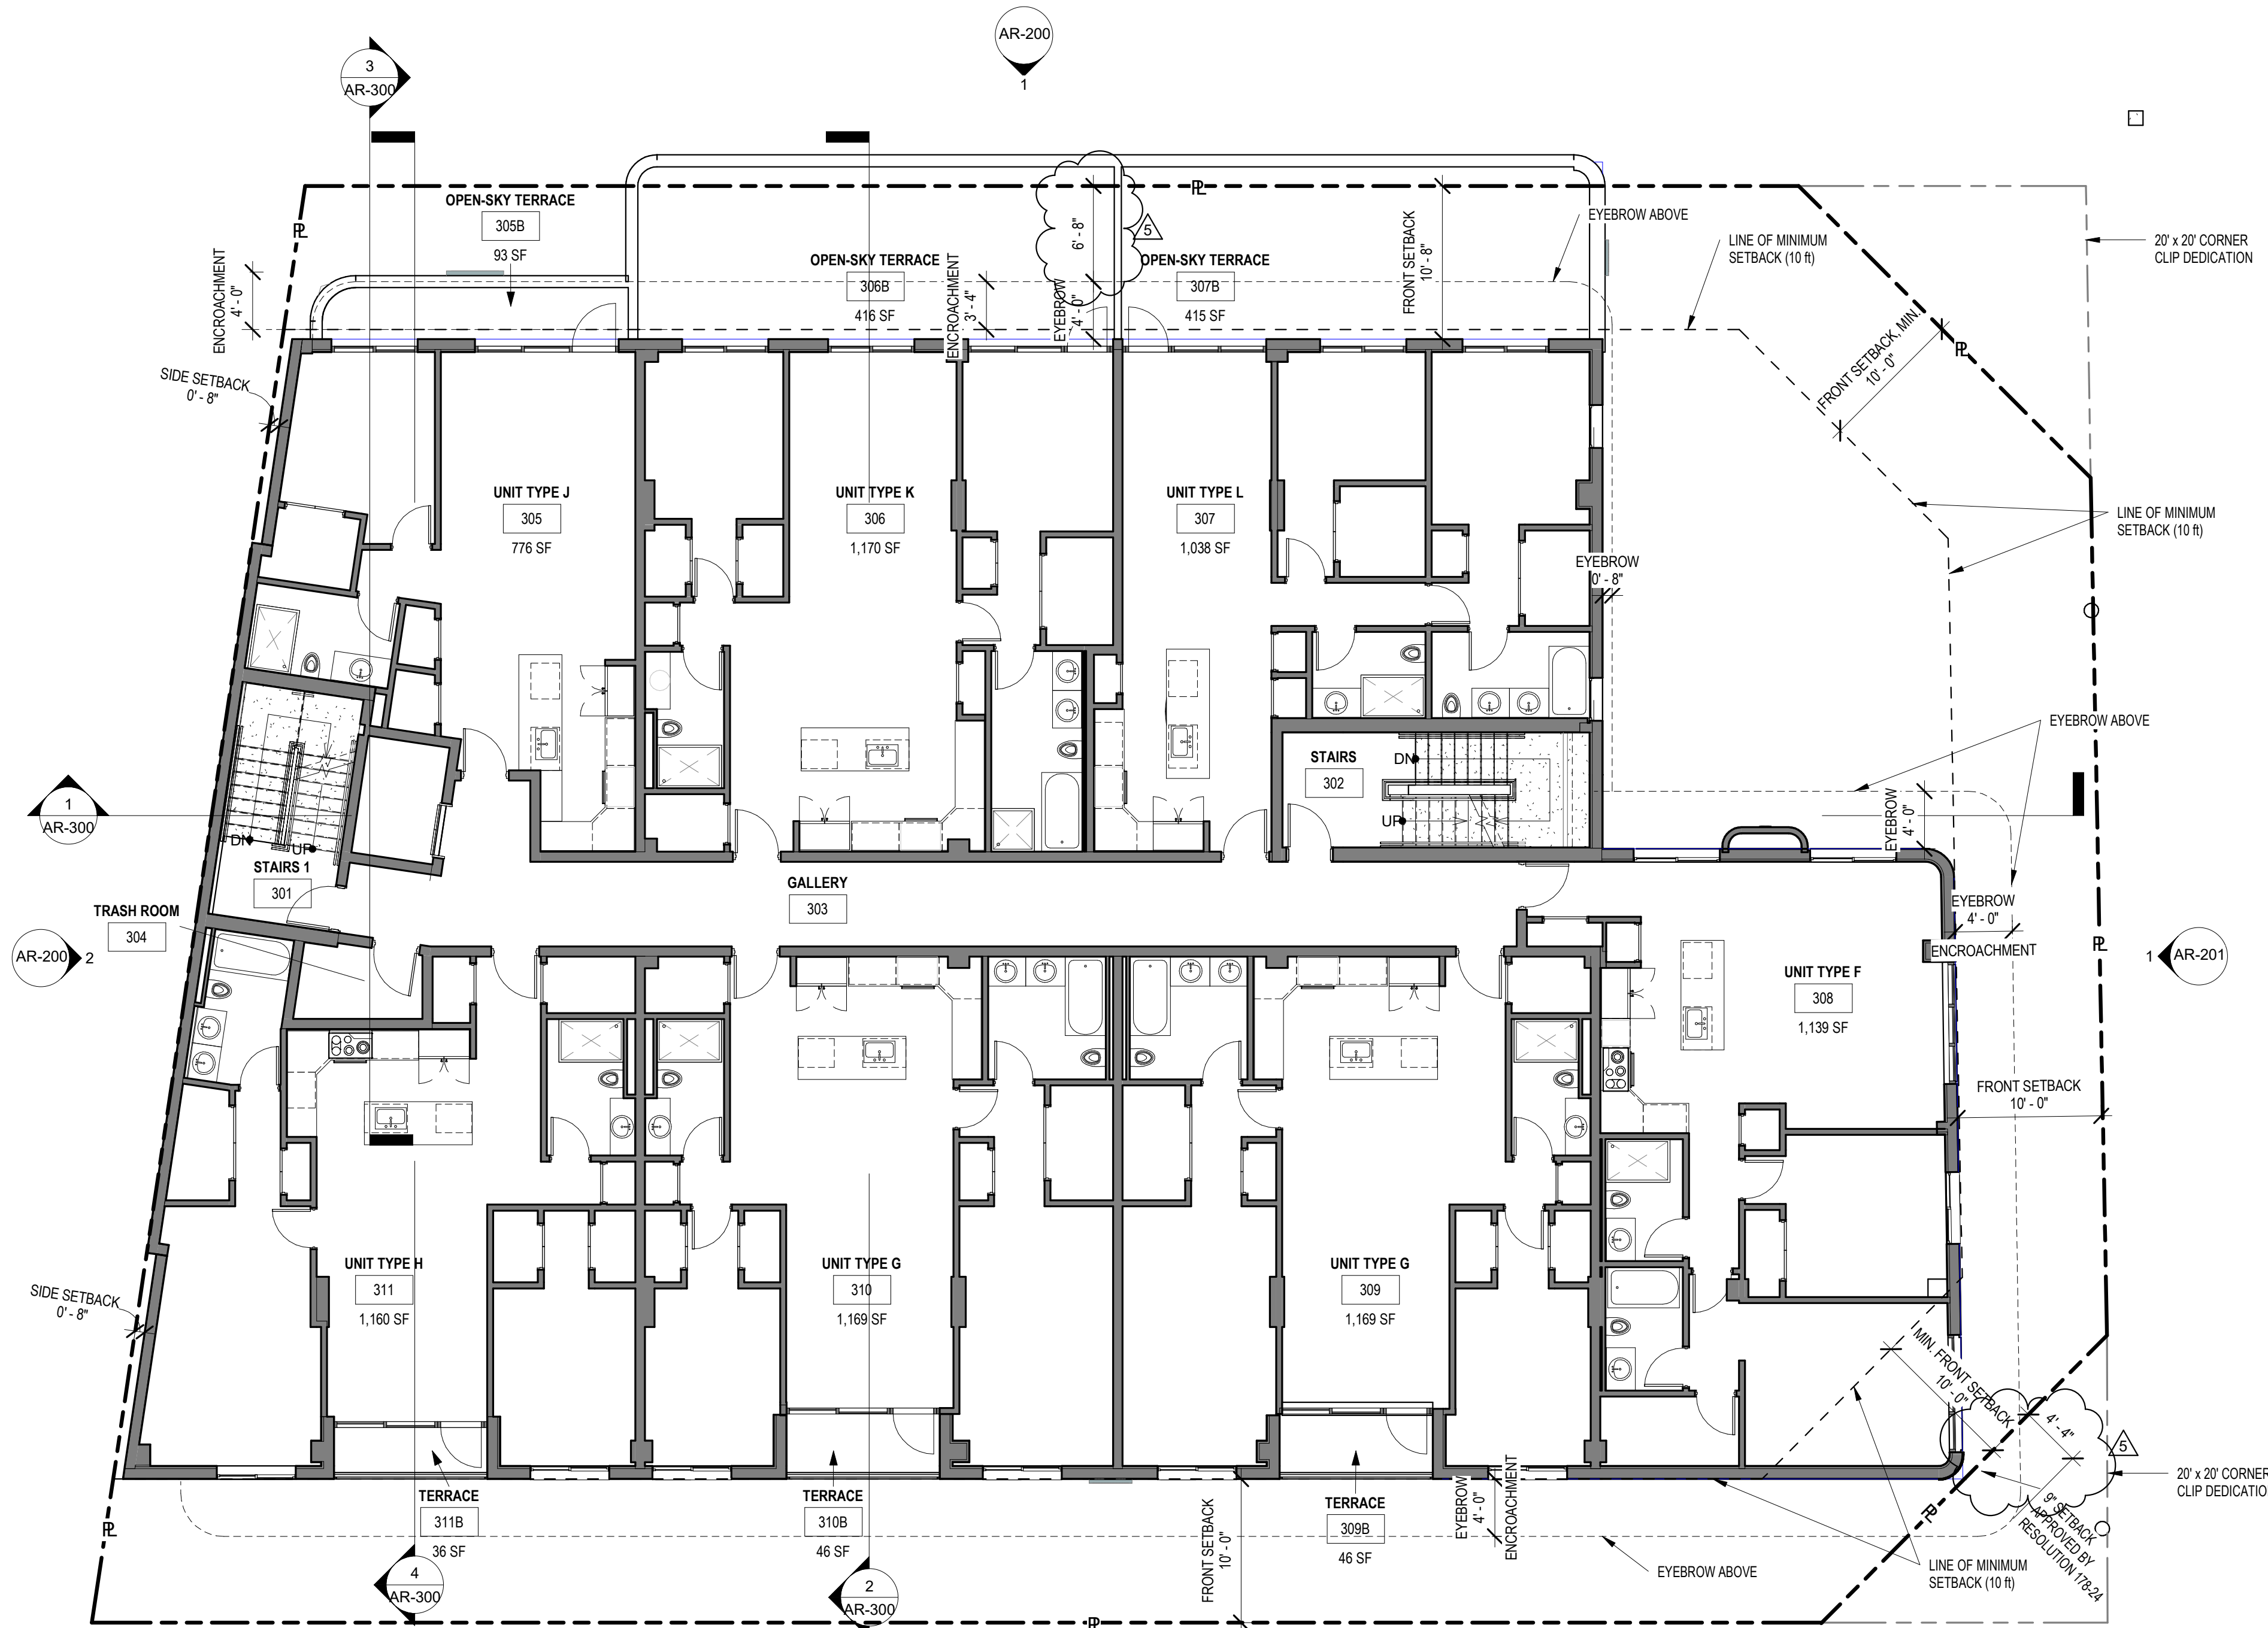 AR-200
1
3
AR-300
OPEN-SKY TERRACE
305B
93 SF
ENCROACHMENT
4' - 0"
OPEN-SKY TERRACE
306B
416 SF
ENCROACHMENT
3' - 4"
EYEBROW
4' - 0"
6' - 8"
5
OPEN-SKY TERRACE
307B
415 SF
FRONT SETBACK
10' - 8"
EYEBROW ABOVE
LINE OF MINIMUM
SETBACK (10 ft)
20' x 20' CORNER
CLIP DEDICATION
PL
PL
FRONT SETBACK, MIN.
10' - 0"
PL
SIDE SETBACK
0' - 8"
UNIT TYPE J
305
776 SF
UNIT TYPE K
306
1,170 SF
UNIT TYPE L
307
1,038 SF
LINE OF MINIMUM
SETBACK (10 ft)
EYEBROW
0' - 8"
EYEBROW ABOVE
1
AR-300
DN
UP
STAIRS 1
301
STAIRS
302
DN
UP
EYEBROW
4' - 0"
GALLERY
303
TRASH ROOM
304
AR-200
2
EYEBROW
4' - 0"
ENCROACHMENT
PL
1
AR-201
UNIT TYPE F
308
1,139 SF
FRONT SETBACK
10' - 0"
SIDE SETBACK
0' - 8"
UNIT TYPE H
311
1,160 SF
UNIT TYPE G
310
1,169 SF
UNIT TYPE G
309
1,169 SF
MIN. FRONT SETBACK
10' - 0"
4' - 4"
5
9" SETBACK
APPROVED BY
RESOLUTION 178-24
20' x 20' CORNER
CLIP DEDICATIO
TERRACE
311B
36 SF
TERRACE
310B
46 SF
TERRACE
309B
46 SF
FRONT SETBACK
10' - 0"
EYEBROW
4' - 0"
ENCROACHMENT
EYEBROW ABOVE
LINE OF MINIMUM
SETBACK (10 ft)
PL
PL
4
AR-300
2
AR-300
PL